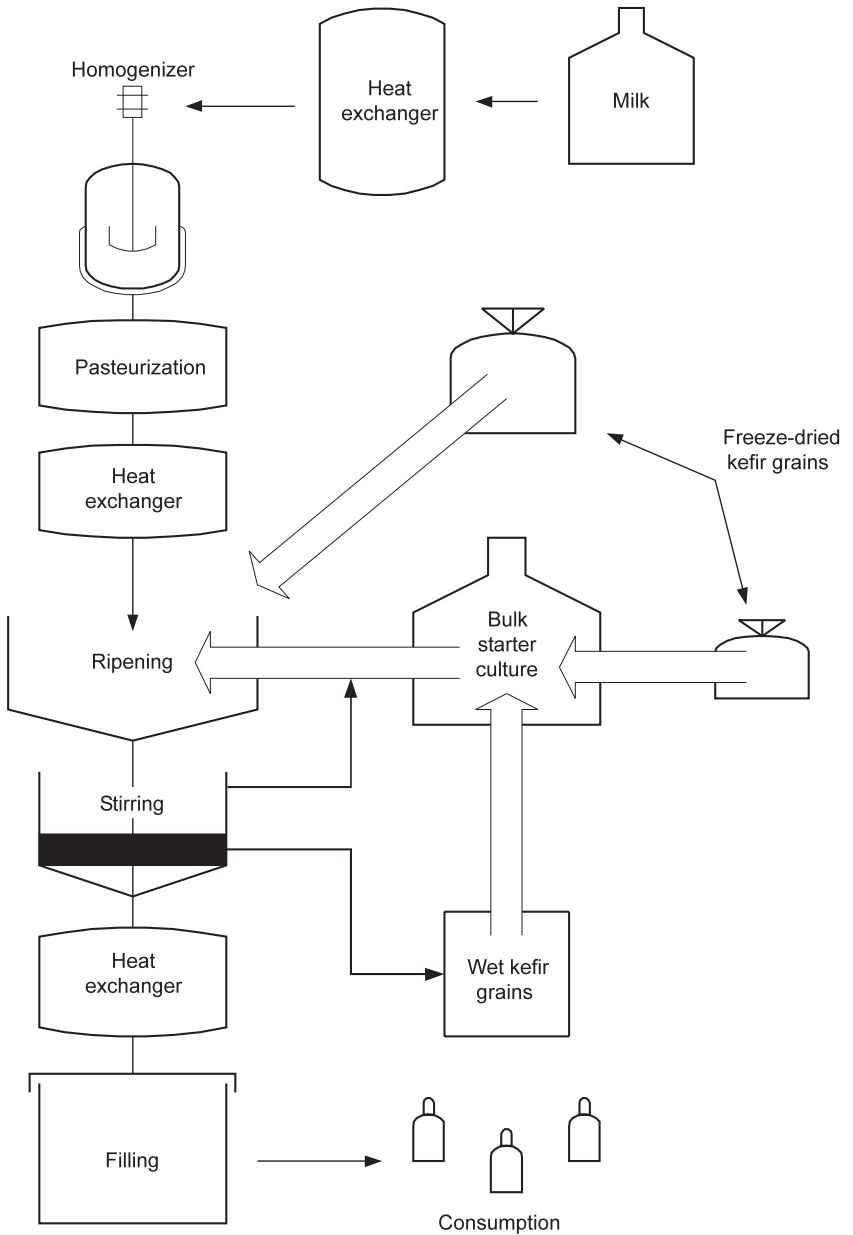 Homogenizer
Heat
exchanger
Milk
Pasteurization
Heat
exchanger
Freeze-dried
kefir grains
Ripening
Bulk
starter
culture
Stirring
Heat
exchanger
Wet kefir
grains
Filling
Consumption